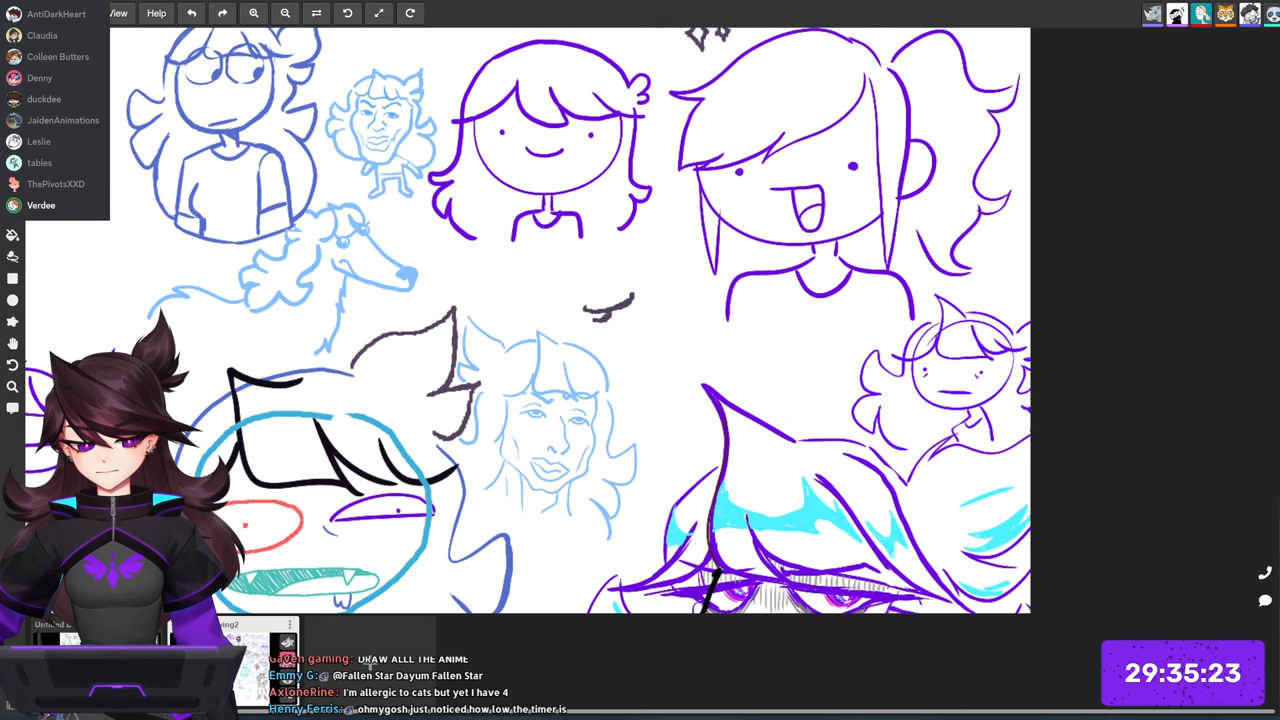 AntiDarkHeart
View
Help
Claudia
Colleen Butters
Denny
duckdee
JaidenAnimations
Leslie
tables
ThePivotsXXD
Verdee
Gaven gaming: DRAW ALLL THE ANIME
Emmy G: @Fallen Star Dayum Fallen Star
AxloneRine: I'm allergic to cats but yet I have 4
Henry Ferris: ohmygosh just noticed how low the timer is
29:35:23